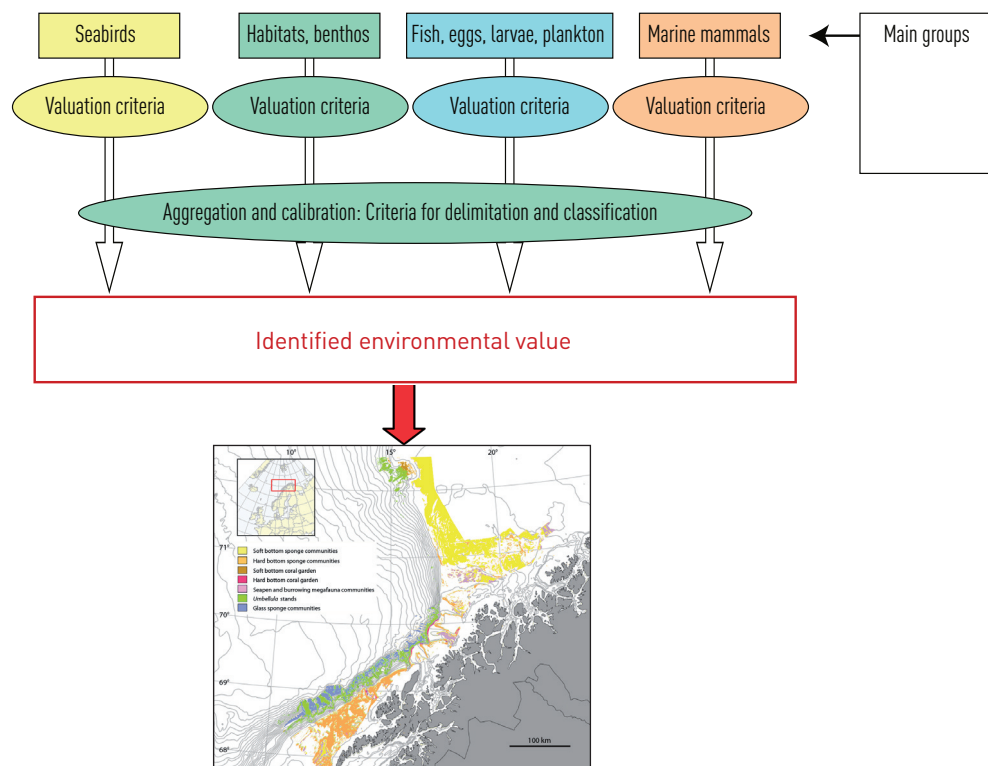 Seabirds
Habitats, benthos
Fish, eggs, larvae, plankton
Marine mammals
Main groups
Valuation criteria
Valuation criteria
Valuation criteria
Valuation criteria
Aggregation and calibration: Criteria for delimitation and classification
Identified environmental value
10°
15°
20°
71°
70°
69°
68°
Soft bottom sponge communities
Hard bottom sponge communities
Soft bottom coral garden
Hard bottom coral garden
Seapen and burrowing megafauna communities
Umbellula stands
Glass sponge communities
100 km